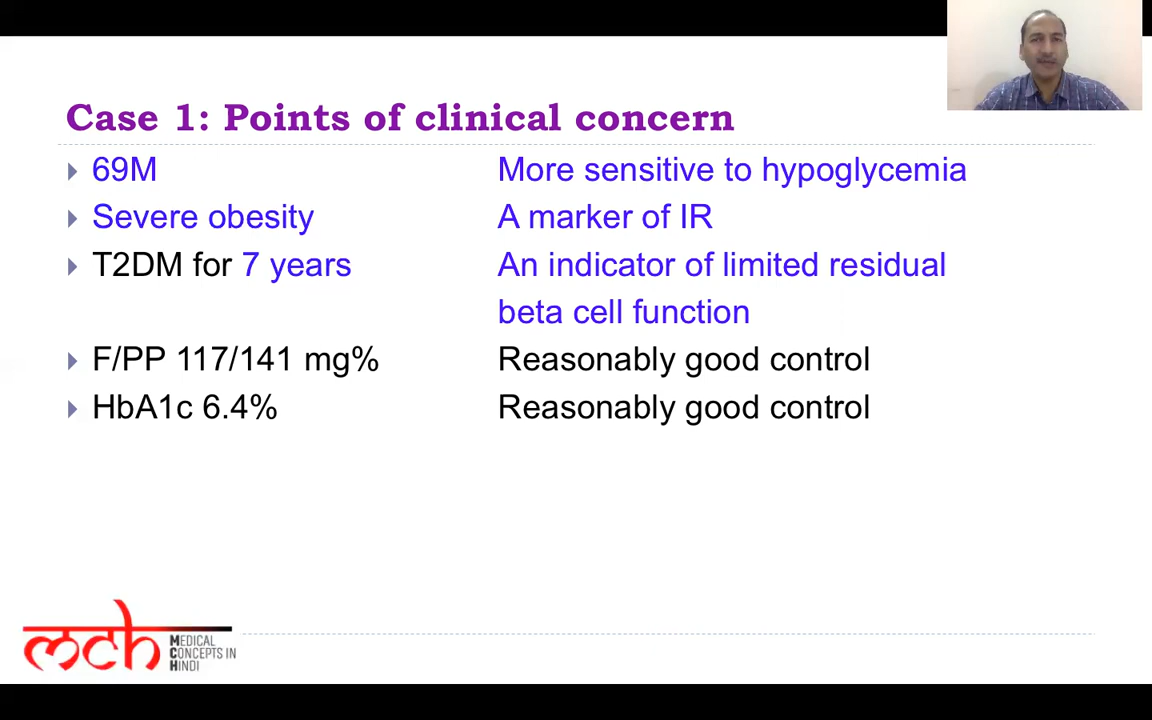 Case 1: Points of clinical concern
69M More sensitive to hypoglycemia
Severe obesity A marker of IR
T2DM for 7 years An indicator of limited residual
beta cell function
F/PP 117/141 mg% Reasonably good control
HbA1c 6.4% Reasonably good control
mch MEDICAL
CONCEPTS IN
HINDI